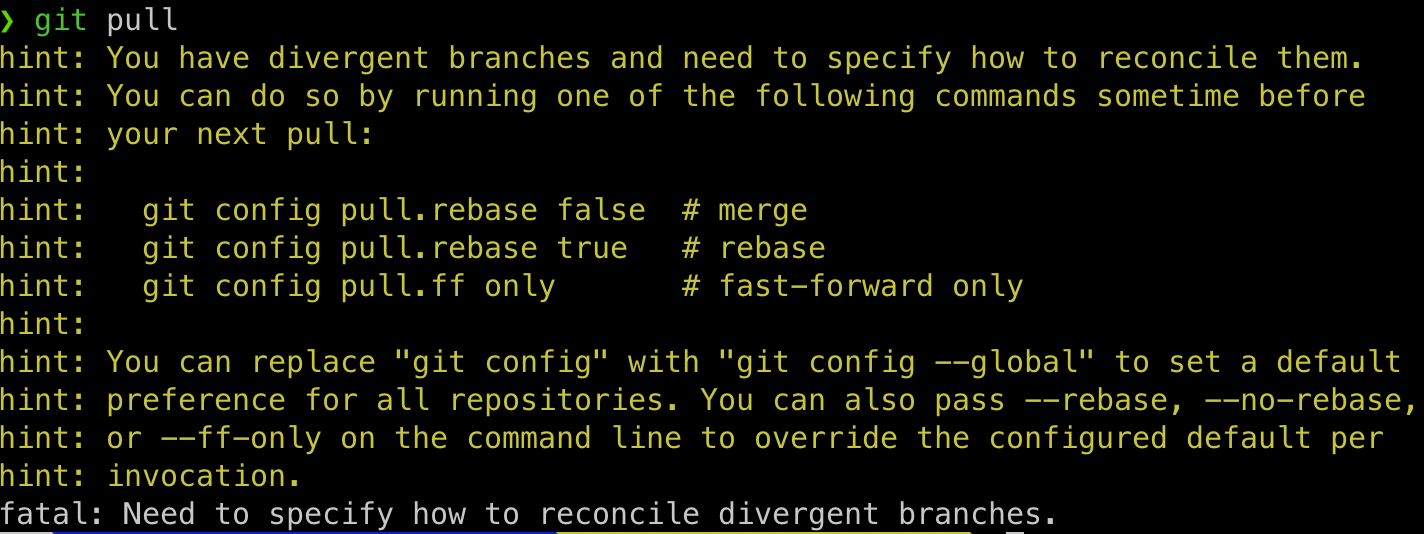 ❯ git pull
hint: You have divergent branches and need to specify how to reconcile them.
hint: You can do so by running one of the following commands sometime before
hint: your next pull:
hint:
hint:   git config pull.rebase false  # merge
hint:   git config pull.rebase true   # rebase
hint:   git config pull.ff only       # fast-forward only
hint:
hint: You can replace "git config" with "git config --global" to set a default
hint: preference for all repositories. You can also pass --rebase, --no-rebase,
hint: or --ff-only on the command line to override the configured default per
hint: invocation.
fatal: Need to specify how to reconcile divergent branches.